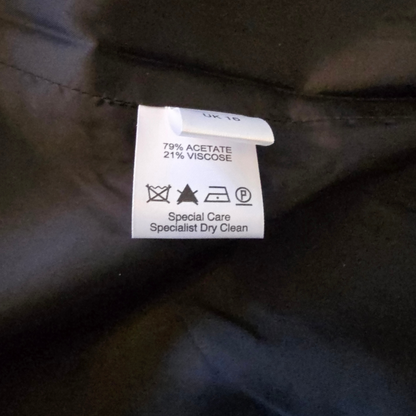 UK 16
79% ACETATE
21% VISCOSE
P
Special Care
Specialist Dry Clean